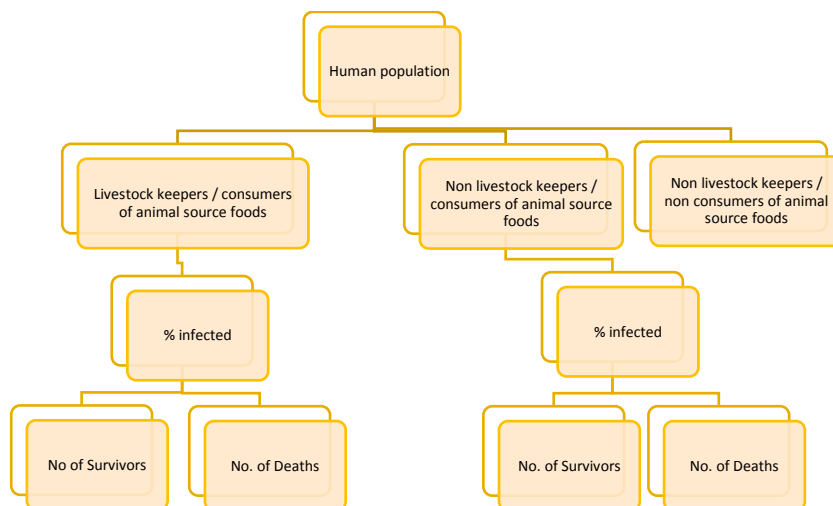 Human population
Livestock keepers / consumers
of animal source foods
Non livestock keepers /
consumers of animal source
foods
Non livestock keepers /
non consumers of animal
source foods
% infected
% infected
No of Survivors
No. of Deaths
No. of Survivors
No. of Deaths